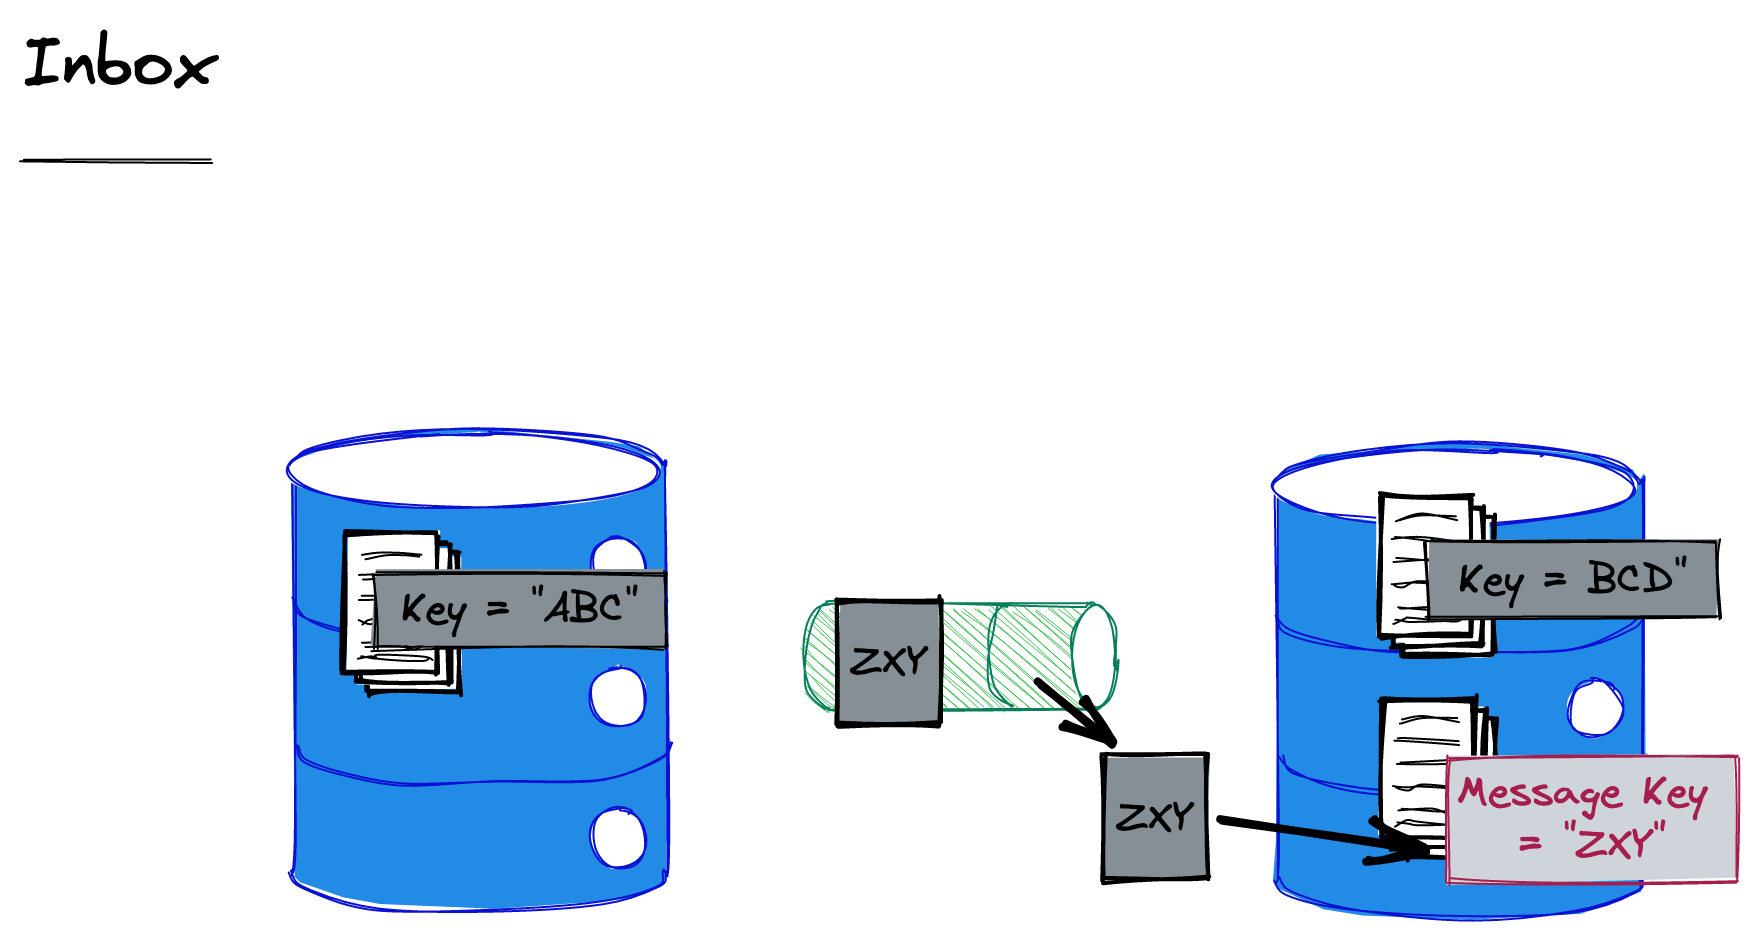 Inbox
Key = "ABC"
ZXY
ZXY
Key = BCD"
Message Key
= "ZXY"